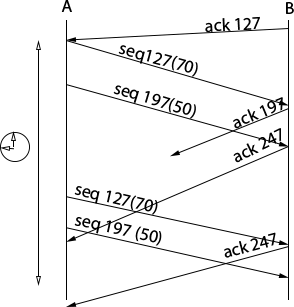 A
B
ack 127
seq127(70)
seq 197(50)
ack 197
ack 247
seq 127(70)
seq 197 (50)
ack 247